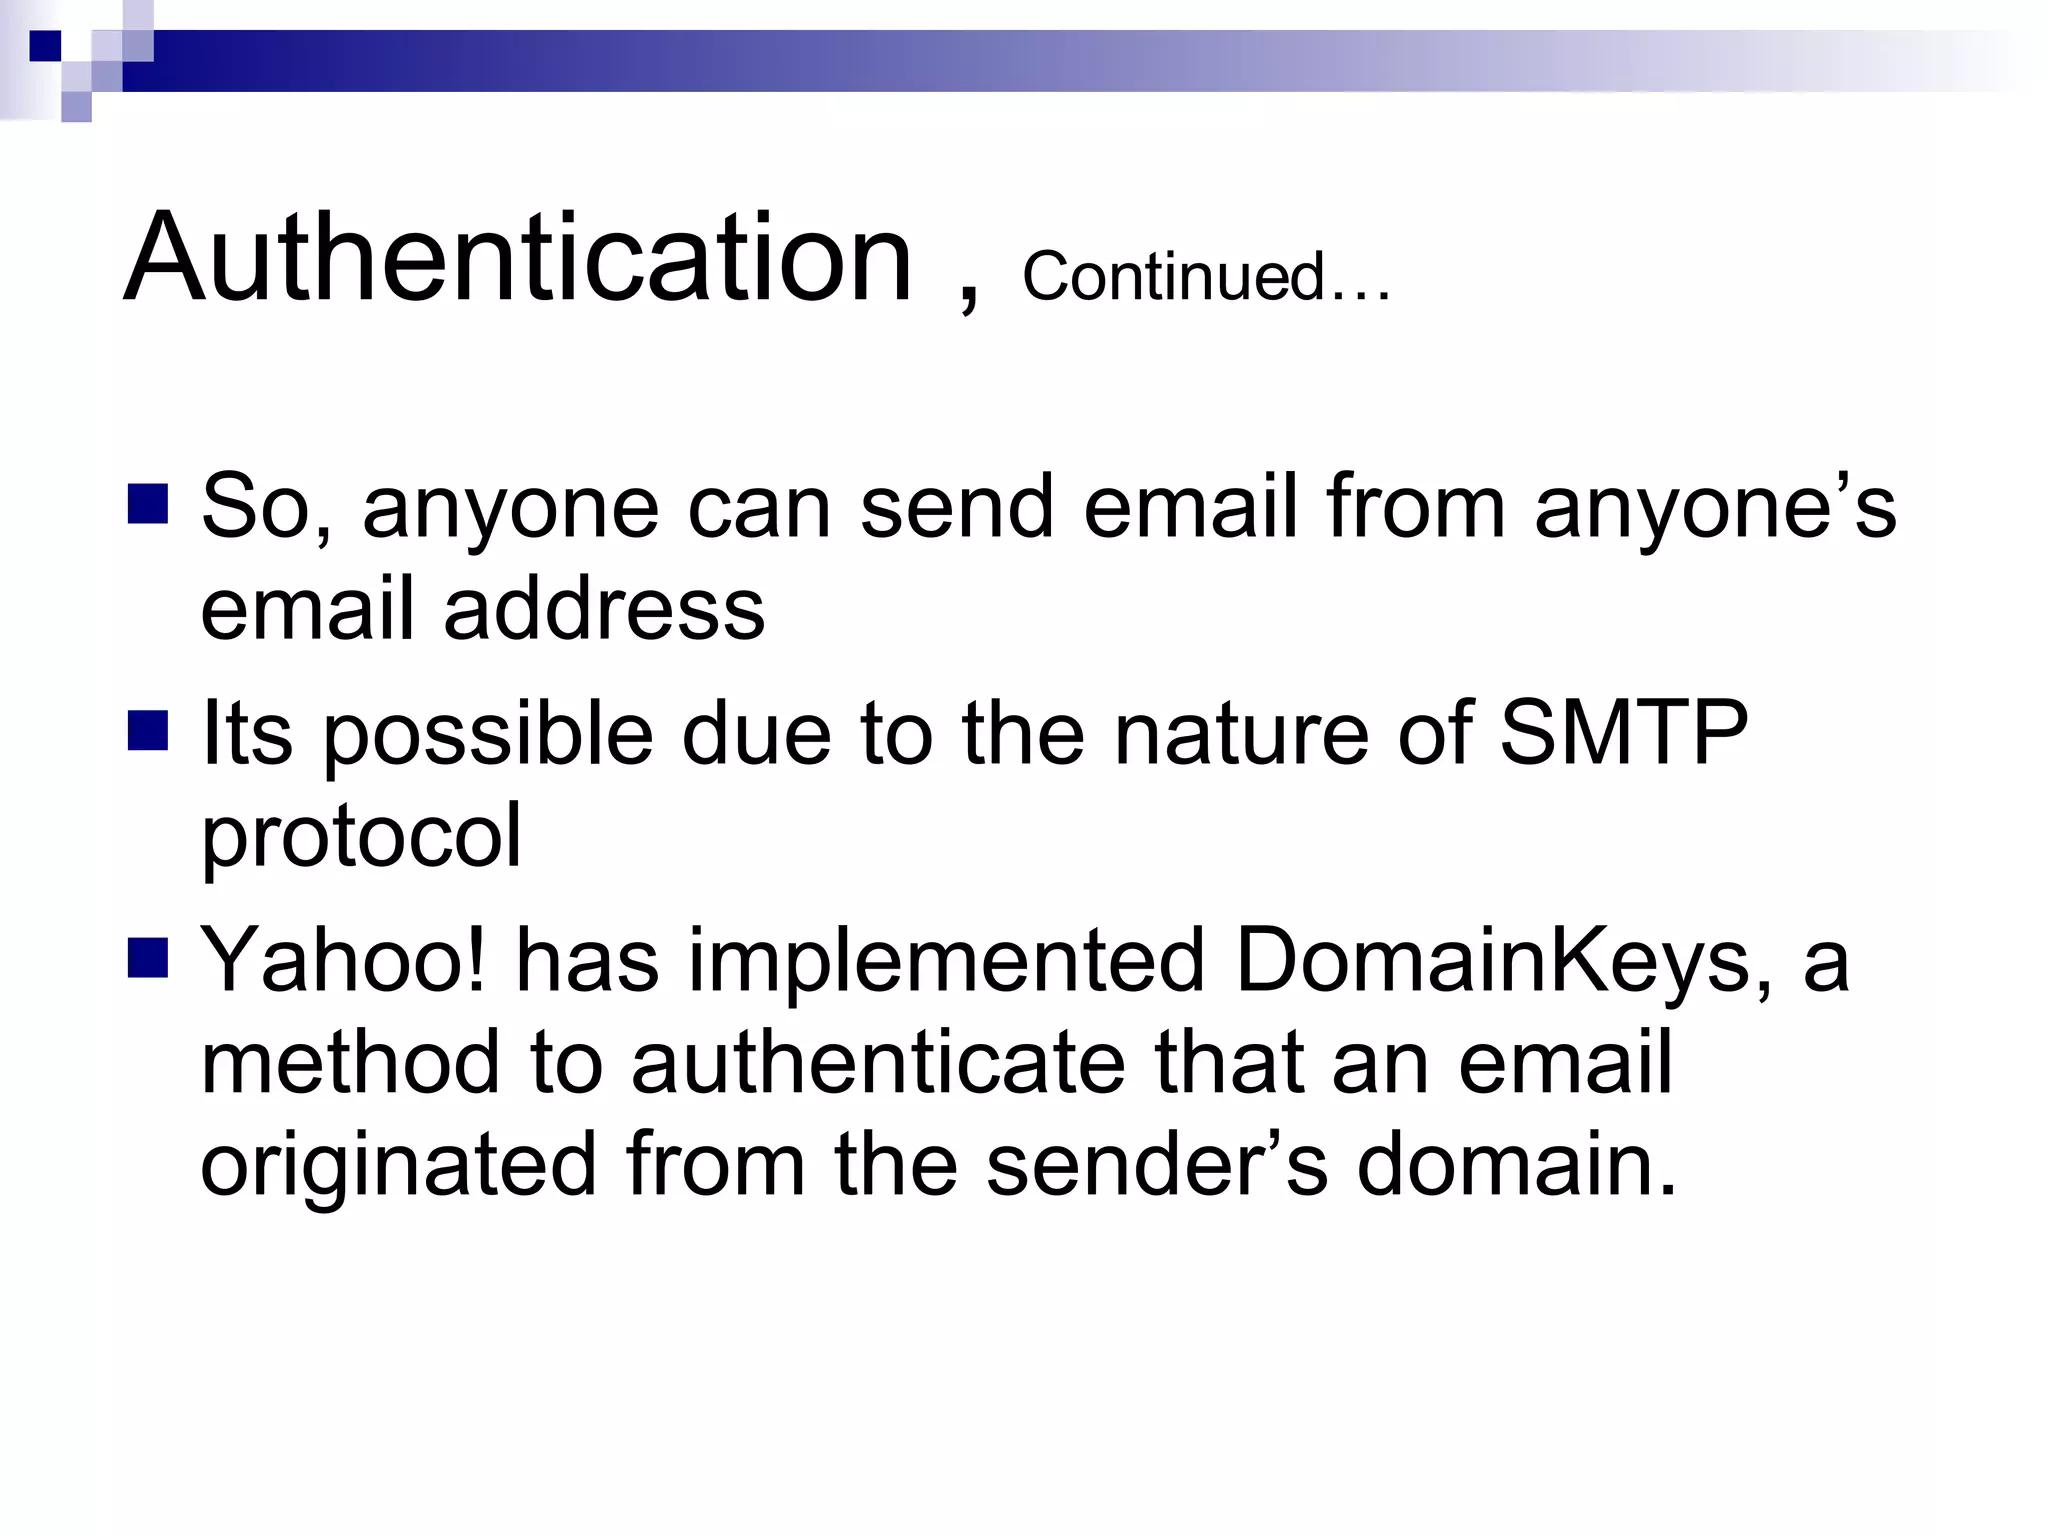 Authentication , Continued…
So, anyone can send email from anyone’s
email address
Its possible due to the nature of SMTP
protocol
Yahoo! has implemented DomainKeys, a
method to authenticate that an email
originated from the sender’s domain.